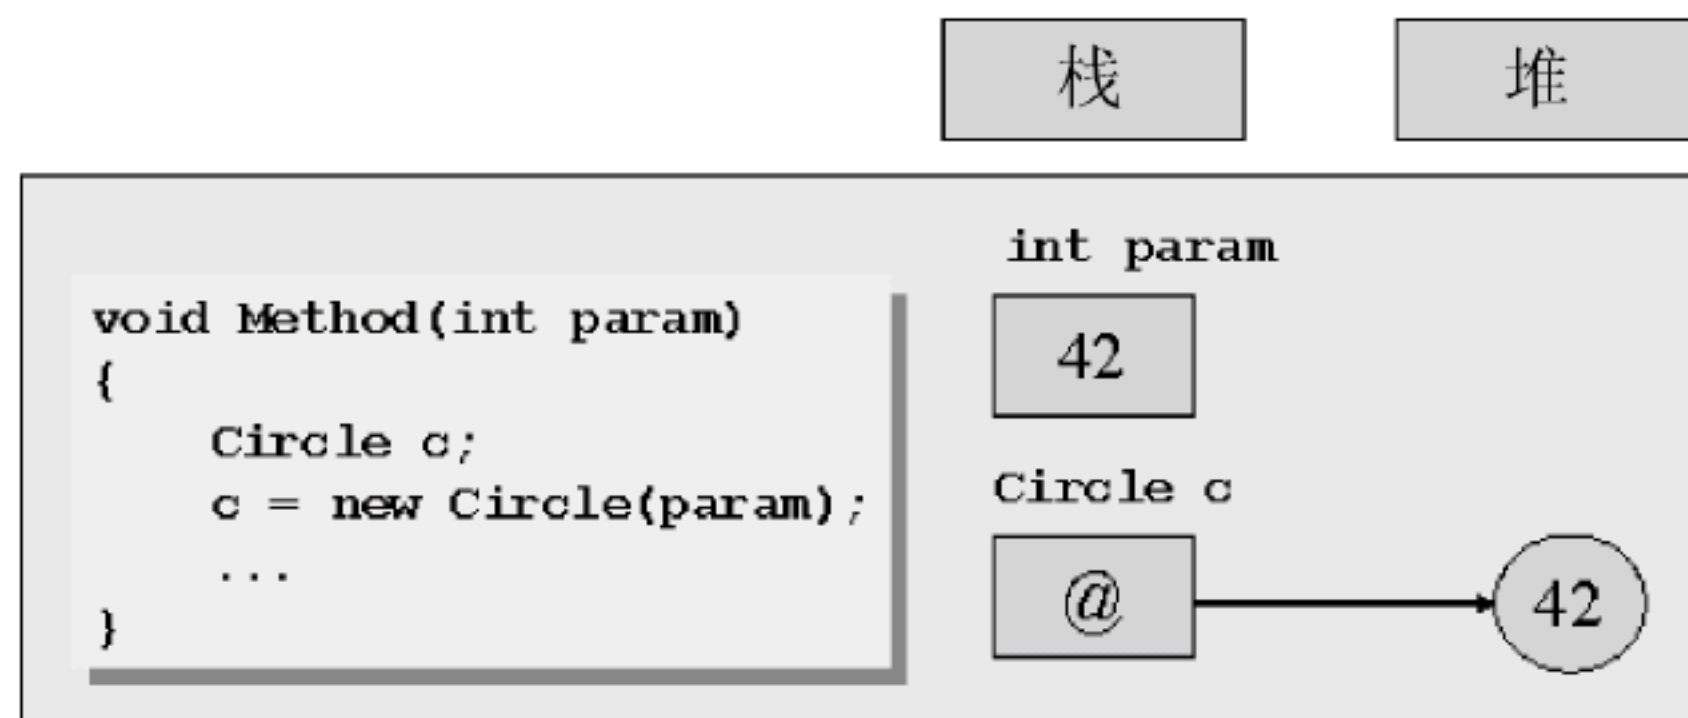 栈 堆
void Method(int param)
{
Circle c;
c = new Circle(param);
...
}
int param
42
Circle c
@ 42